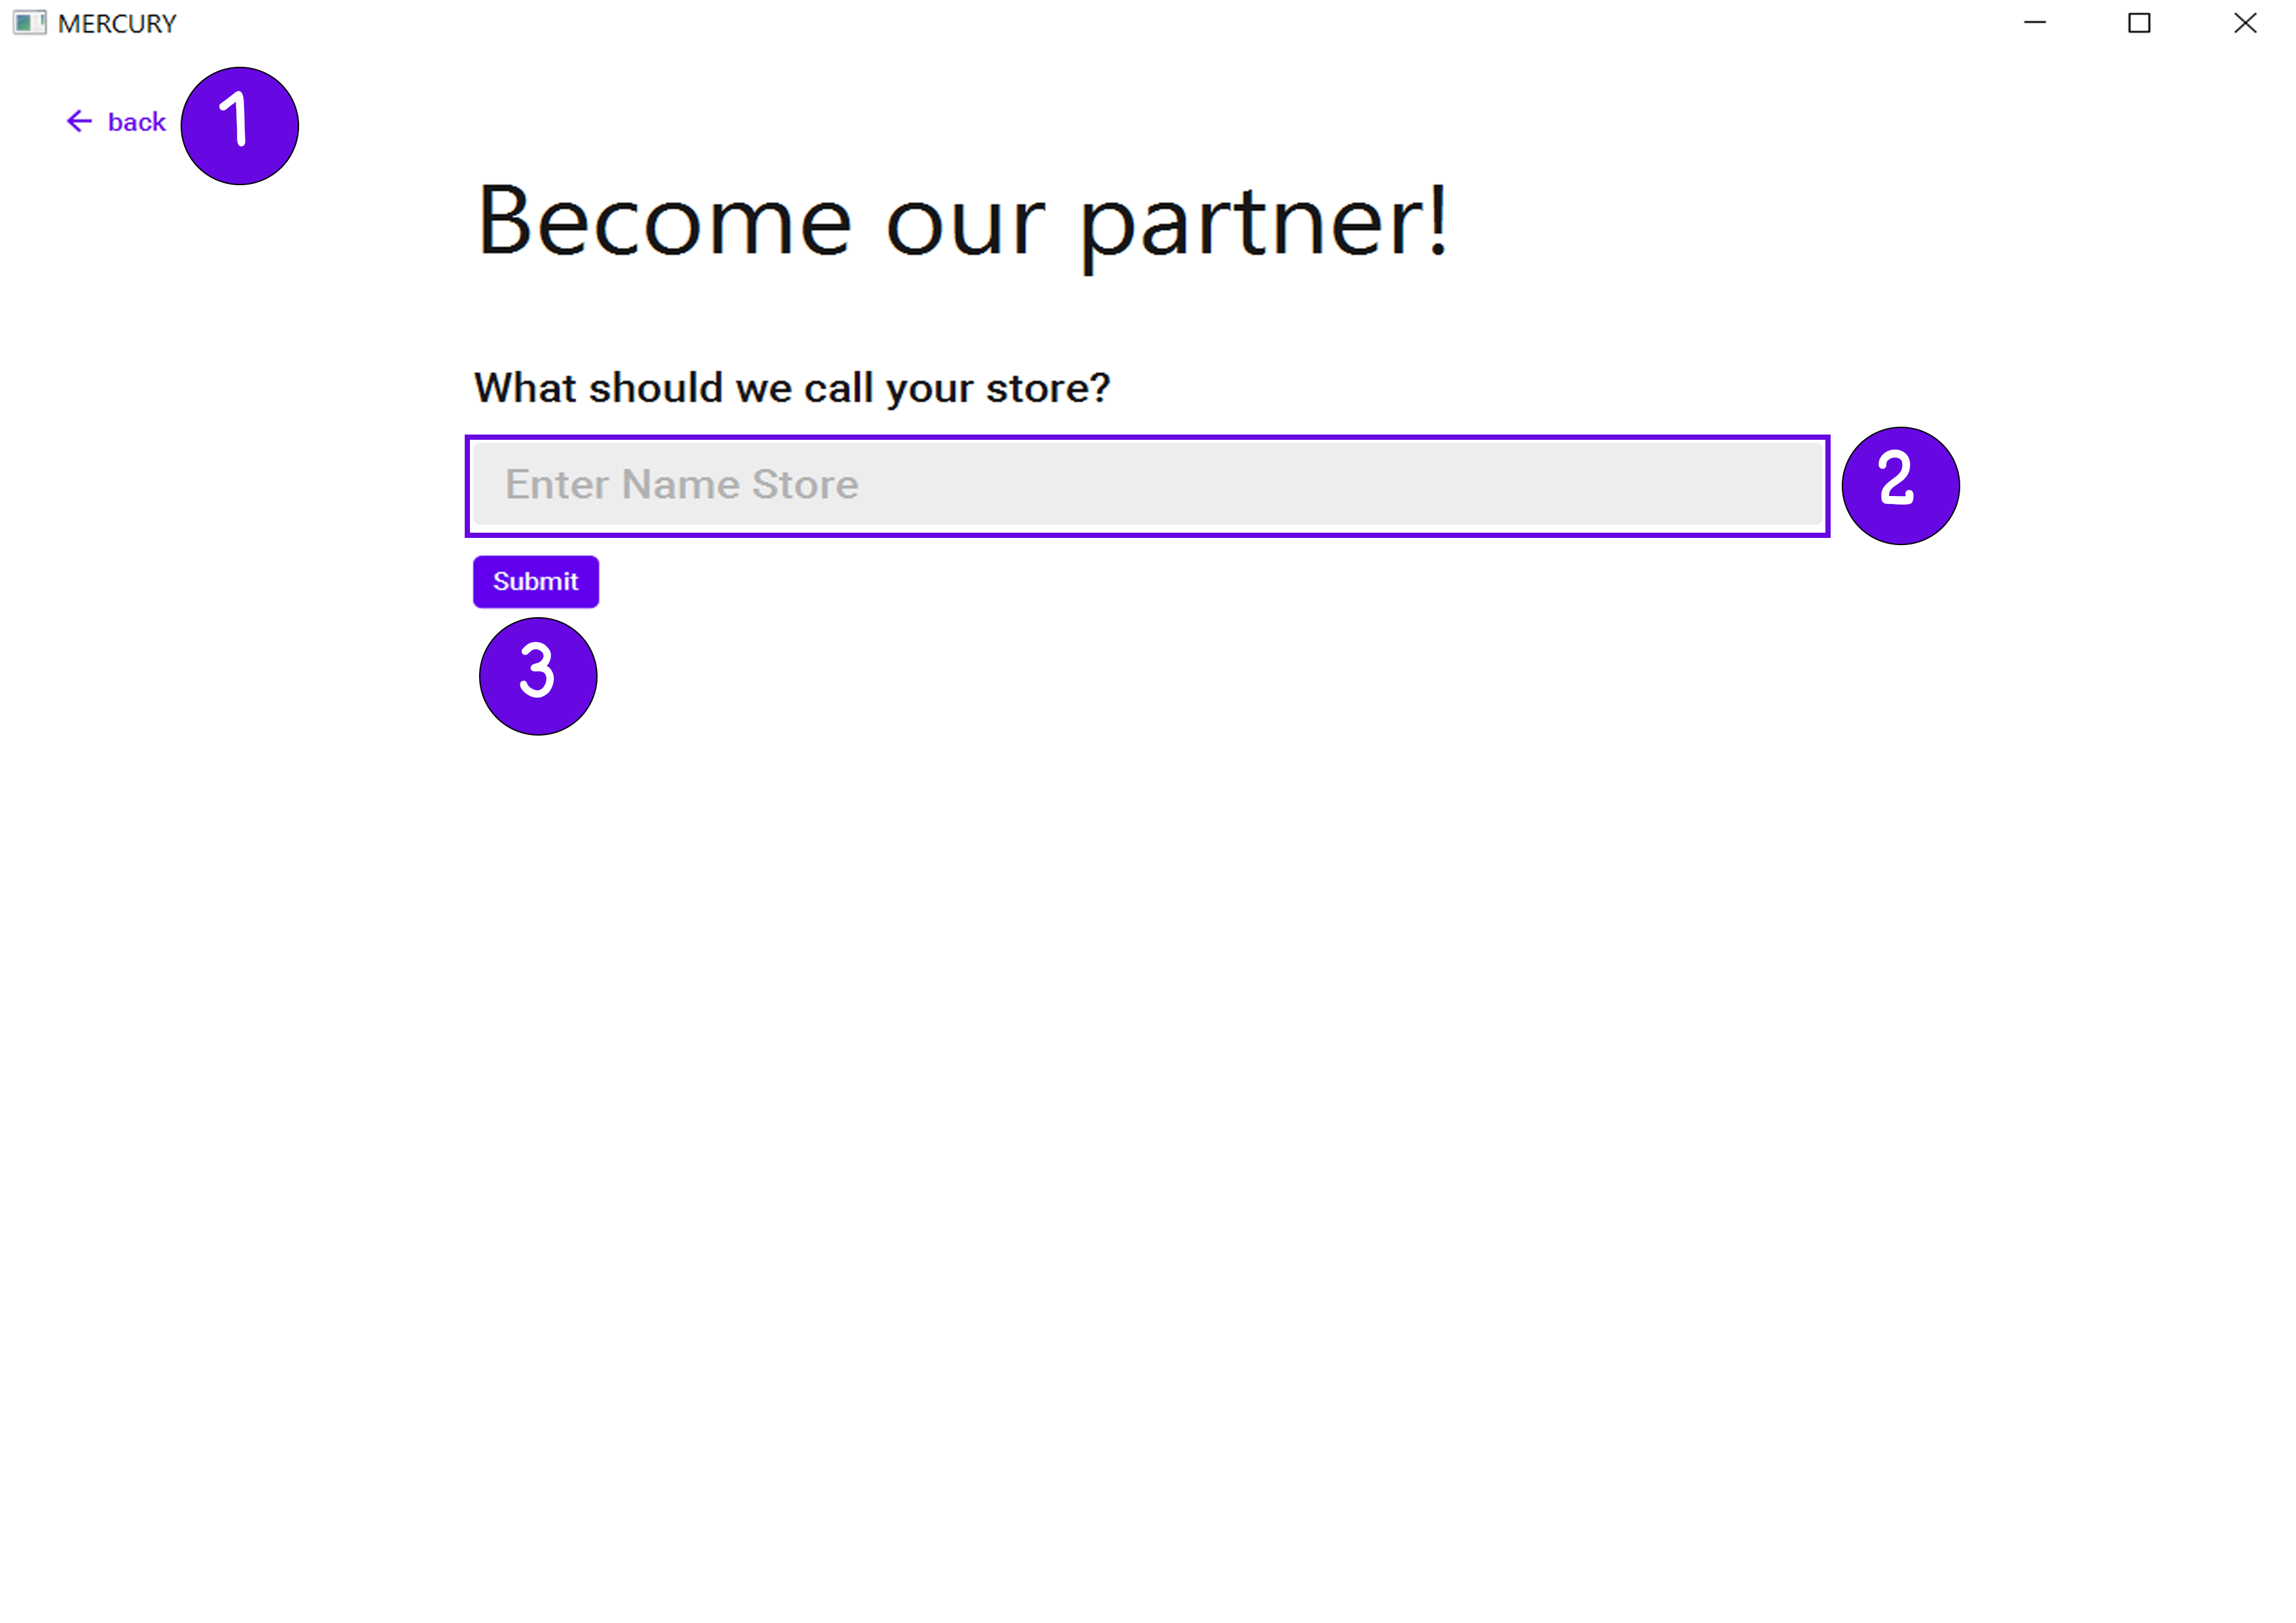 MERCURY
back 1
Become our partner!
What should we call your store?
Enter Name Store 2
Submit
3